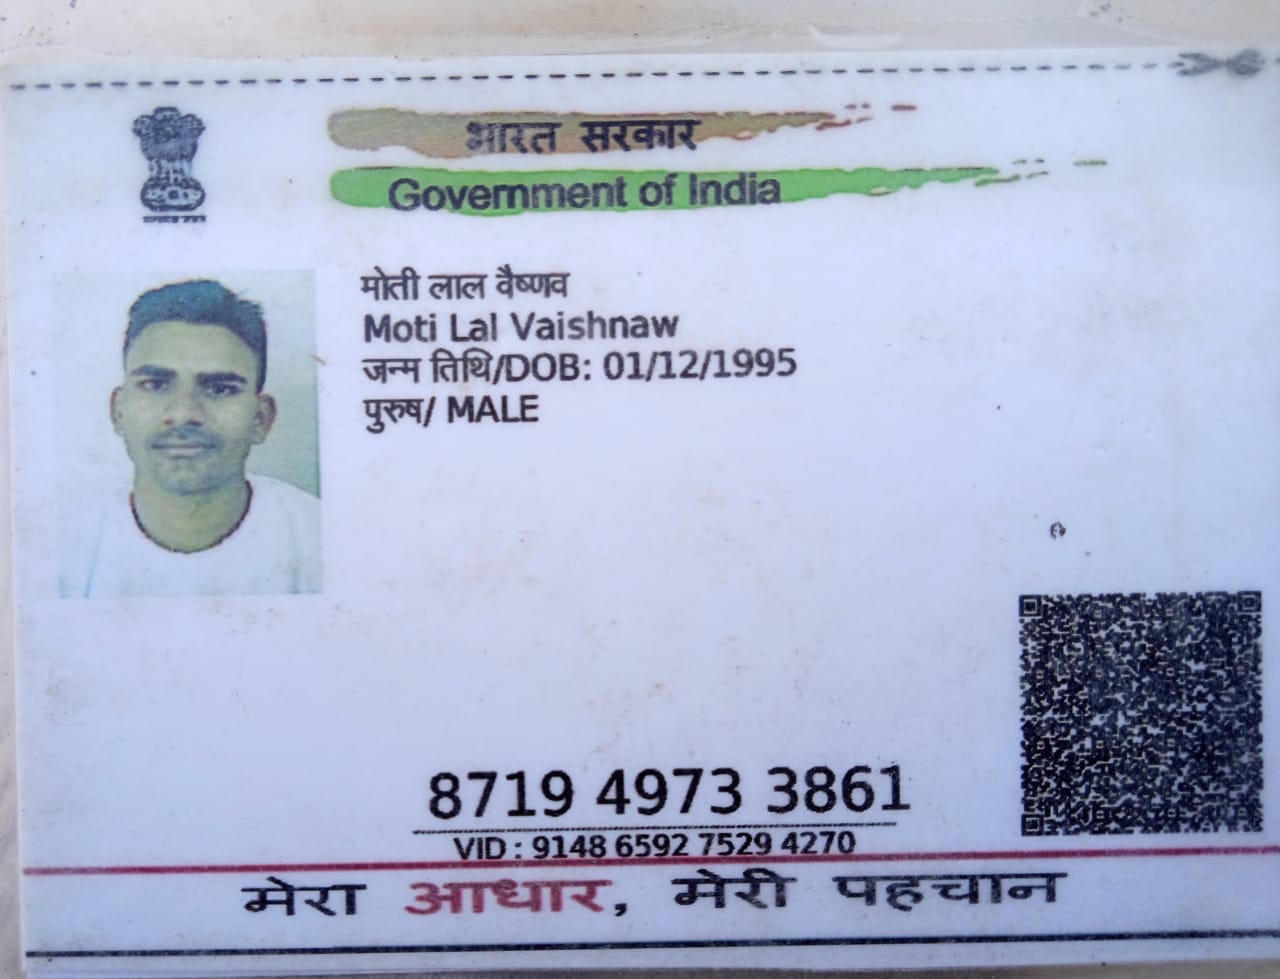 भारत सरकार
Government of India
मोती लाल वैष्णव
Moti Lal Vaishnaw
जन्म तिथि/DOB: 01/12/1995
पुरुष/ MALE
8719 4973 3861
VID : 9148 6592 7529 4270
मेरा आधार, मेरी पहचान